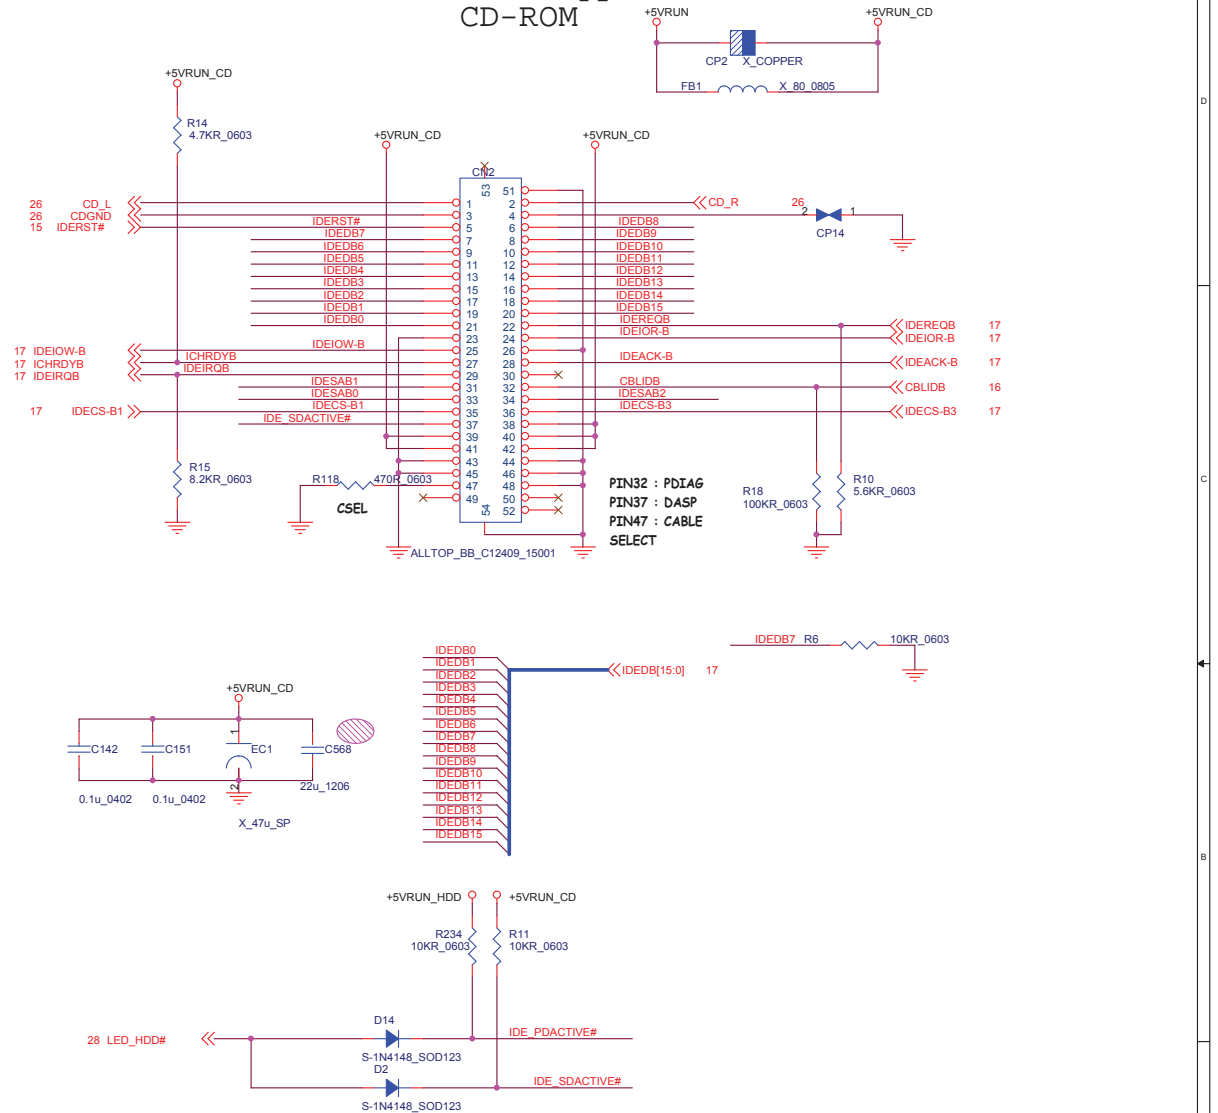 CD-ROM
+5VRUN
+5VRUN_CD
CP2 X_COPPER
FB1 X_80_0805
D
+5VRUN_CD
R14
4.7KR_0603
+5VRUN_CD
+5VRUN_CD
CN2
53
51
26 CD_L
1
2
CD_R 26
26 CDGND
3
4
2 1
CP14
15 IDERST#
IDERST# 5
6 IDEDB8
IDEDB7 7
8 IDEDB9
IDEDB6 9
10 IDEDB10
IDEDB5 11
12 IDEDB11
IDEDB4 13
14 IDEDB12
IDEDB3 15
16 IDEDB13
IDEDB2 17
18 IDEDB14
IDEDB1 19
20 IDEDB15
IDEDB0 21
22 IDEREQB
IDEREQB 17
23
24 IDEIOR-B
IDEIOR-B 17
17 IDEIOW-B
IDEIOW-B 25
26
17 ICHRDYB
ICHRDYB 27
28 IDEACK-B
IDEACK-B 17
17 IDEIRQB
IDEIRQB 29
30
IDESAB1 31
32 CBLIDB
CBLIDB 16
IDESAB0 33
34 IDESAB2
17 IDECS-B1
IDECS-B1 35
36 IDECS-B3
IDECS-B3 17
IDE_SDACTIVE# 37
38
39
40
41
42
43
44
45
46
47
48
49
50
54
52
R15
8.2KR_0603
R118 470R_0603
CSEL
PIN32 : PDIAG
PIN37 : DASP
PIN47 : CABLE
SELECT
R18
100KR_0603
R10
5.6KR_0603
C
ALLTOP_BB_C12409_15001
IDEDB7 R6 10KR_0603
IDEDB0
IDEDB1
IDEDB2
IDEDB3
IDEDB4
IDEDB5
IDEDB6
IDEDB7
IDEDB8
IDEDB9
IDEDB10
IDEDB11
IDEDB12
IDEDB13
IDEDB14
IDEDB15
IDEDB[15:0] 17
+5VRUN_CD
1
C142
C151
EC1
C568
2
0.1u_0402
0.1u_0402
22u_1206
X_47u_SP
B
+5VRUN_HDD
+5VRUN_CD
R234
10KR_0603
R11
10KR_0603
28 LED_HDD#
D14
S-1N4148_SOD123
IDE_PDACTIVE#
D2
S-1N4148_SOD123
IDE_SDACTIVE#